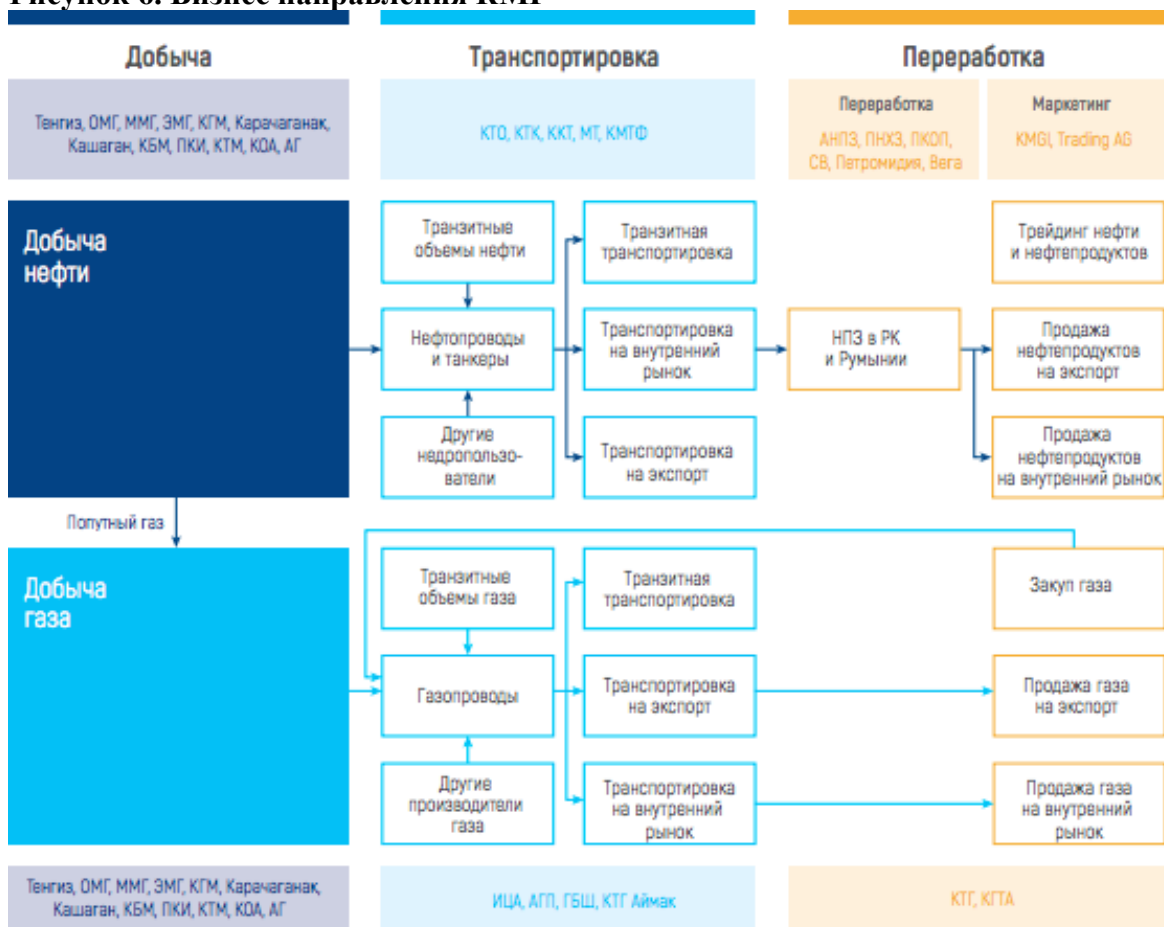 Рисунок 6. Бизнес направления КМГ
Добыча
Транспортировка
Переработка
Тенгиз, ОМГ, ММГ, ЭМГ, КГМ, Карачаганак,
Кашаган, КБМ, ПКИ, КТМ, КОА, АГ
КТО, КТК, ККТ, МТ, КМТФ
Переработка
АНПЗ, ПНХЗ, ПКОП,
СВ, Петромидия, Вега
Маркетинг
KMGI, Trading AG
Добыча
нефти
Транзитные
объемы нефти
Транзитная
транспортировка
Трейдинг нефти
и нефтепродуктов
Нефтопроводы
и танкеры
Транспортировка
на внутренний
рынок
НПЗ в РК
и Румынии
Продажа
нефтепродуктов
на экспорт
Другие
недропользо-
ватели
Транспортировка
на экспорт
Продажа
нефтепродуктов
на внутренний рынок
Попутный газ
Добыча
газа
Транзитные
объемы газа
Транзитная
транспортировка
Закуп газа
Газопроводы
Транспортировка
на экспорт
Продажа газа
на экспорт
Другие
производители
газа
Транспортировка
на внутренний
рынок
Продажа газа
на внутренний
рынок
Тенгиз, ОМГ, ММГ, ЭМГ, КГМ, Карачаганак,
Кашаган, КБМ, ПКИ, КТМ, КОА, АГ
ИЦА, АГП, ГБШ, КТГ Аймак
КТГ, КГТА